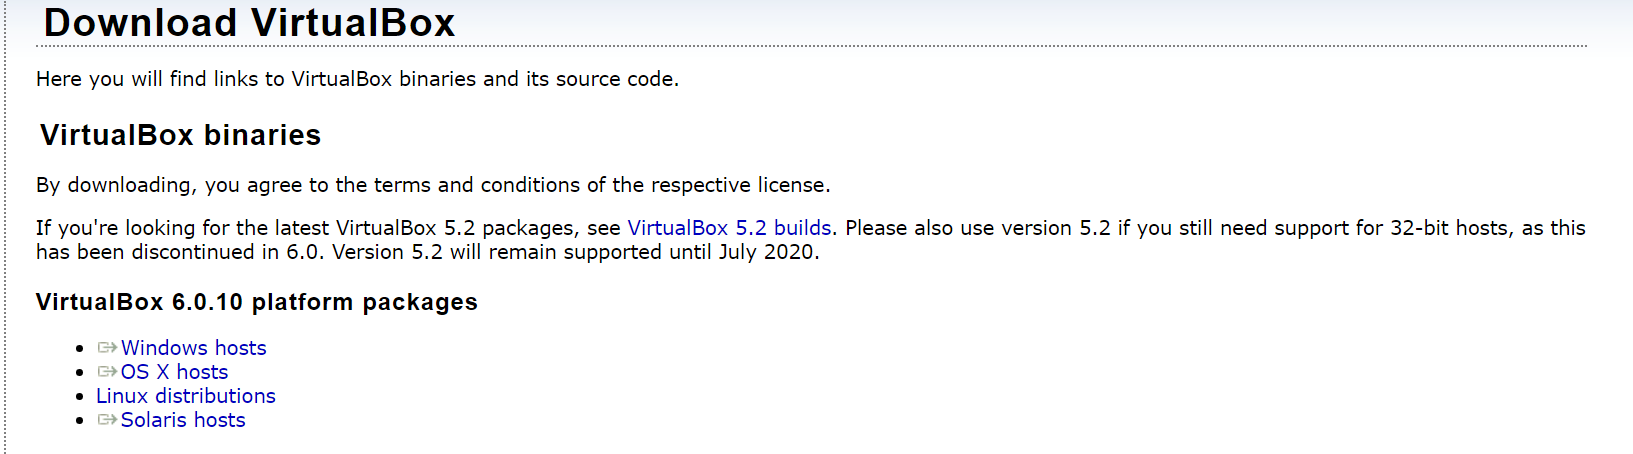 Download VirtualBox
Here you will find links to VirtualBox binaries and its source code.
VirtualBox binaries
By downloading, you agree to the terms and conditions of the respective license.
If you're looking for the latest VirtualBox 5.2 packages, see VirtualBox 5.2 builds. Please also use version 5.2 if you still need support for 32-bit hosts, as this
has been discontinued in 6.0. Version 5.2 will remain supported until July 2020.
VirtualBox 6.0.10 platform packages
Windows hosts
OS X hosts
Linux distributions
Solaris hosts